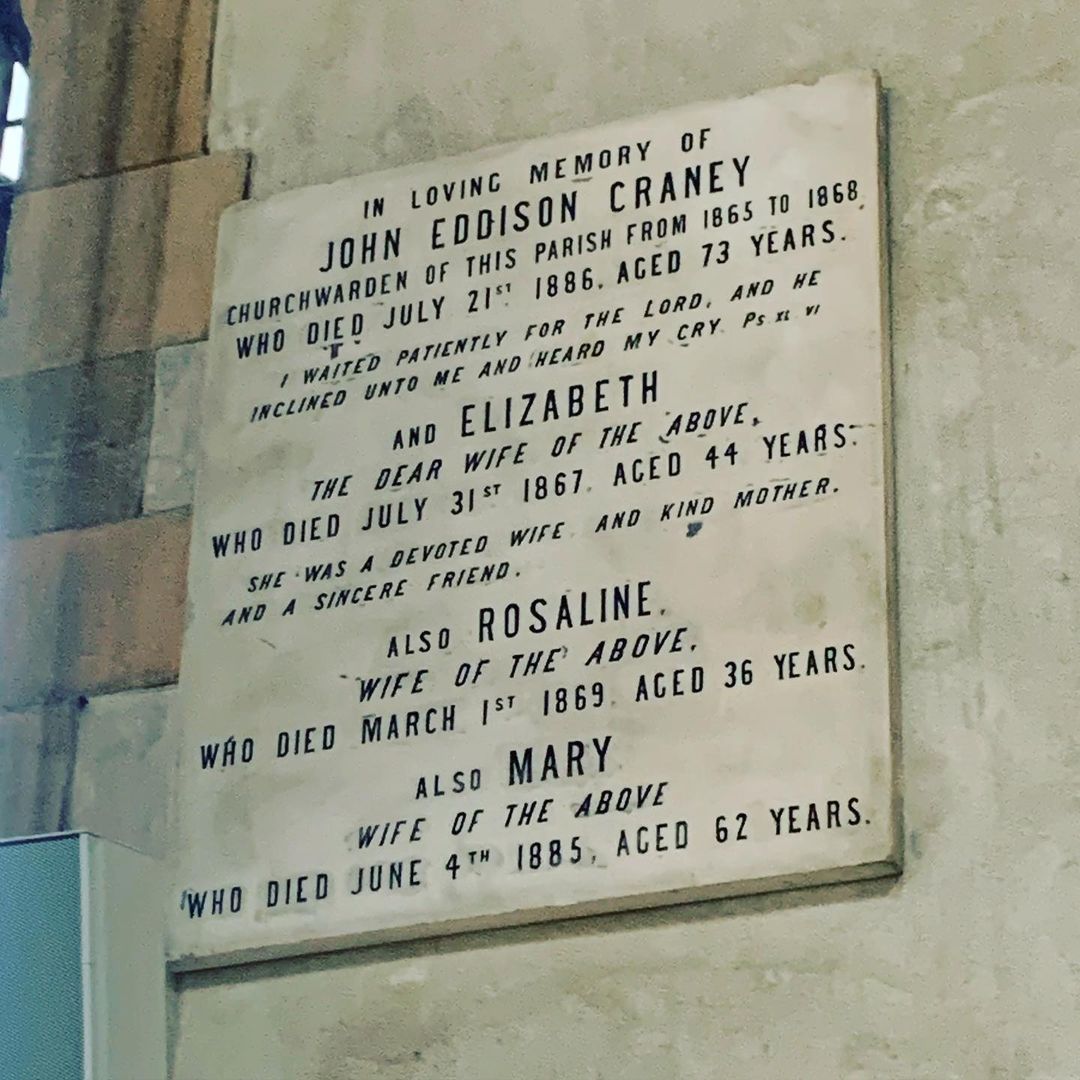 IN LOVING MEMORY OF
JOHN EDDISON CRANEY
CHURCHWARDEN OF THIS PARISH FROM 1865 TO 1868,
WHO DIED JULY 21ST 1886, AGED 73 YEARS.
I WAITED PATIENTLY FOR THE LORD, AND HE
INCLINED UNTO ME AND HEARD MY CRY. Ps XL VI
AND ELIZABETH
THE DEAR WIFE OF THE ABOVE,
WHO DIED JULY 31ST 1867. AGED 44 YEARS.
SHE WAS A DEVOTED WIFE AND KIND MOTHER.
AND A SINCERE FRIEND.
ALSO ROSALINE,
WIFE OF THE ABOVE,
WHO DIED MARCH 1ST 1869. AGED 36 YEARS.
ALSO MARY
WIFE OF THE ABOVE
WHO DIED JUNE 4TH 1885, AGED 62 YEARS.